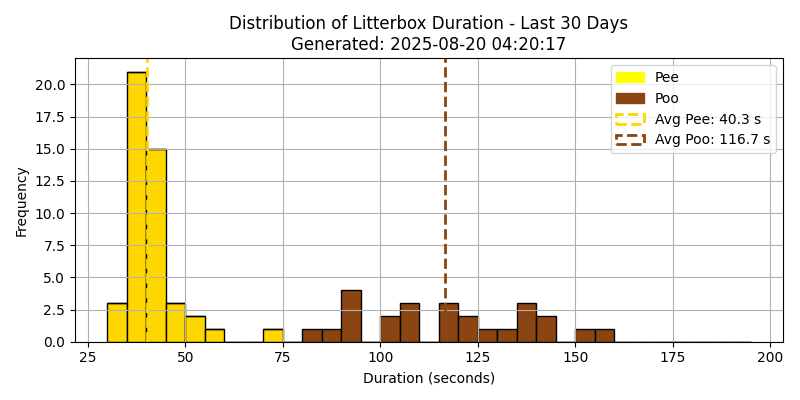 Distribution of Litterbox Duration - Last 30 Days
Generated: 2025-08-20 04:20:17
Pee
Poo
Avg Pee: 40.3 s
Avg Poo: 116.7 s
Frequency
20.0
17.5
15.0
12.5
10.0
7.5
5.0
2.5
0.0
25 50 75 100 125 150 175 200
Duration (seconds)